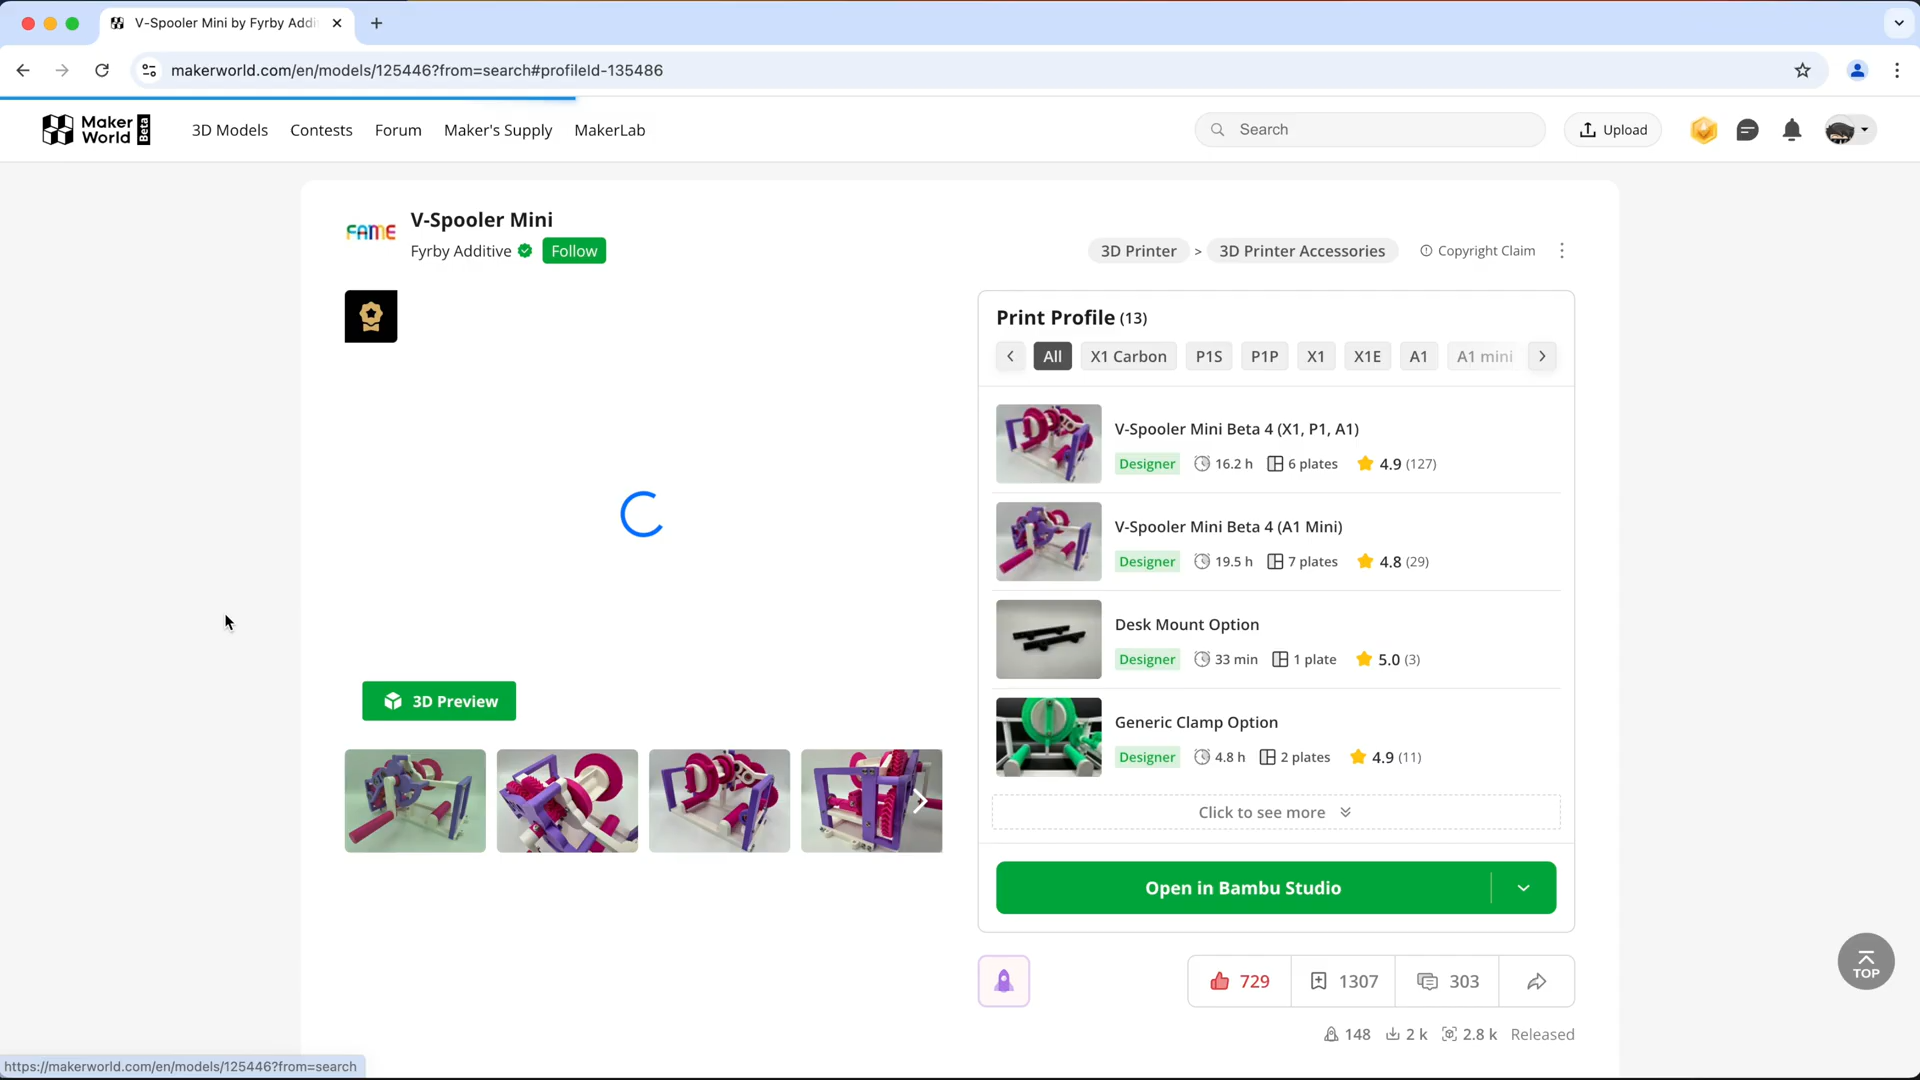 V-Spooler Mini by Fyrby Addi
makerworld.com/en/models/125446?from=search#profileId-135486
Maker World Beta
3D Models Contests Forum Maker's Supply MakerLab
Search
Upload
FAME
V-Spooler Mini
Fyrby Additive Follow
3D Printer > 3D Printer Accessories Copyright Claim
Print Profile (13)
All X1 Carbon P1S P1P X1 X1E A1 A1 mini
V-Spooler Mini Beta 4 (X1, P1, A1)
Designer 16.2 h 6 plates 4.9 (127)
V-Spooler Mini Beta 4 (A1 Mini)
Designer 19.5 h 7 plates 4.8 (29)
Desk Mount Option
Designer 33 min 1 plate 5.0 (3)
Generic Clamp Option
Designer 4.8 h 2 plates 4.9 (11)
Click to see more
3D Preview
Open in Bambu Studio
729 1307 303
148 2 k 2.8 k Released
TOP
https://makerworld.com/en/models/125446?from=search